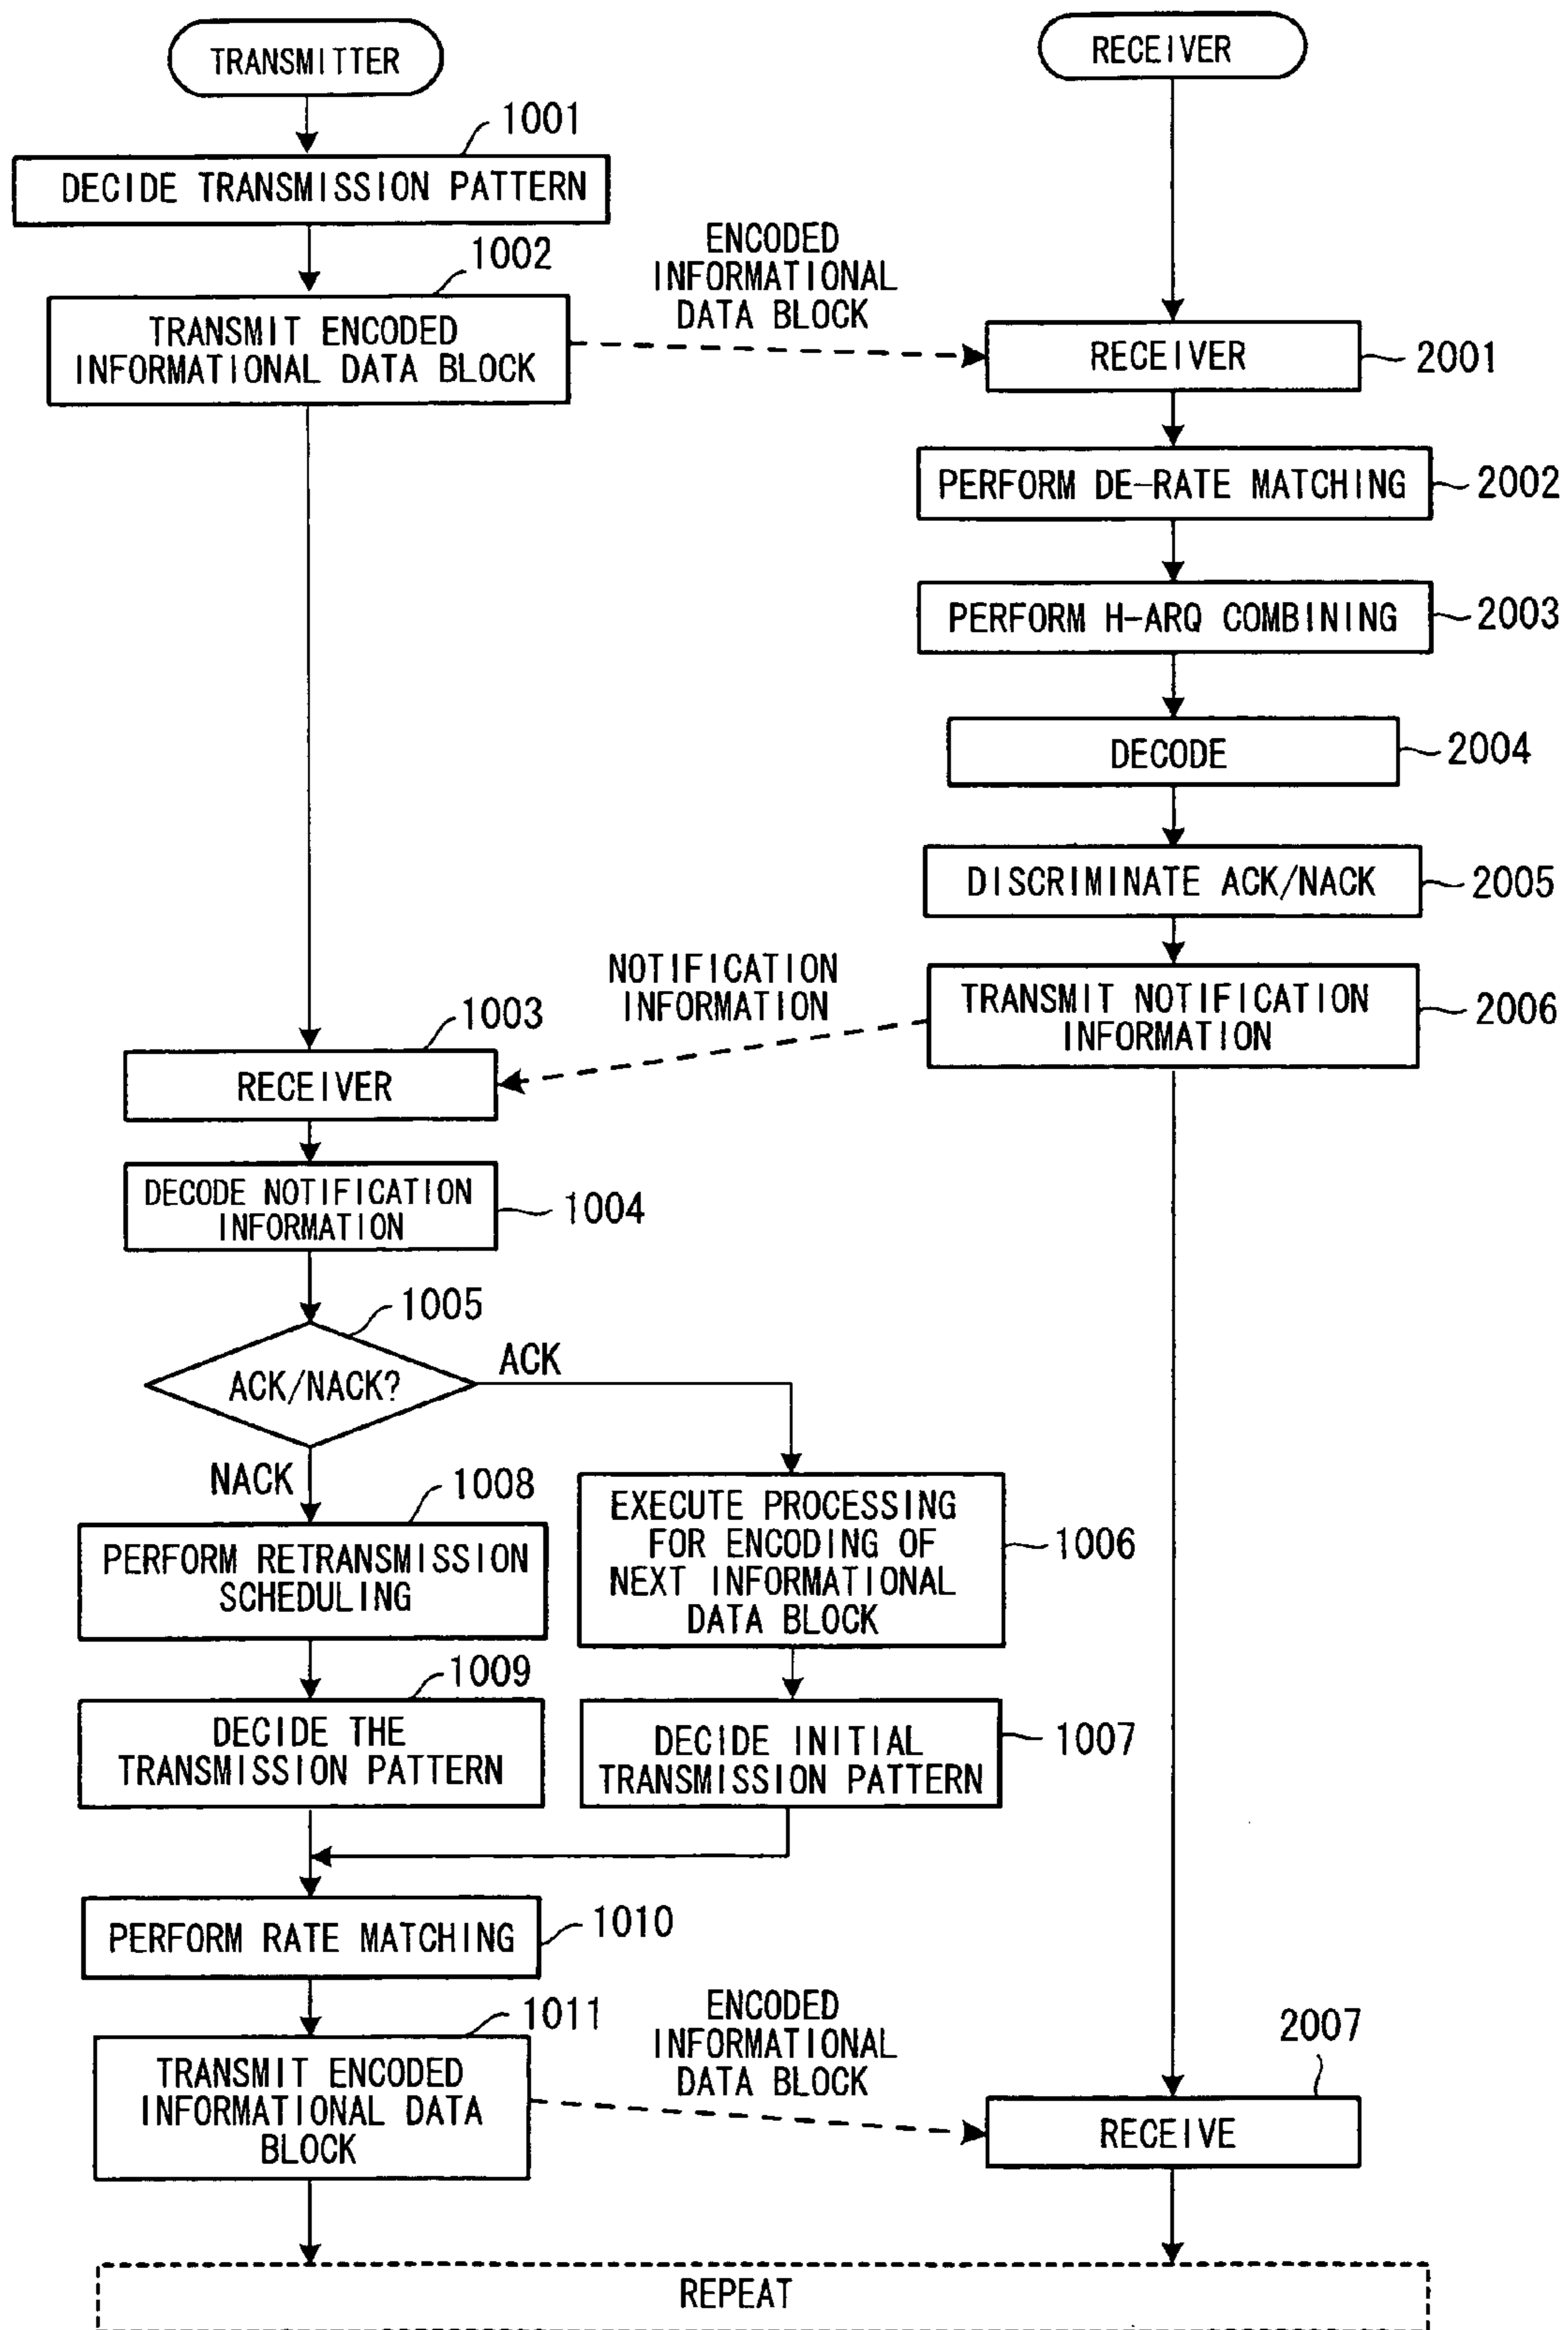 TRANSMITTER
RECEIVER
1001
DECIDE TRANSMISSION PATTERN
1002
TRANSMIT ENCODED
INFORMATIONAL DATA BLOCK
ENCODED
INFORMATIONAL
DATA BLOCK
RECEIVER
2001
PERFORM DE-RATE MATCHING
2002
PERFORM H-ARQ COMBINING
2003
DECODE
2004
DISCRIMINATE ACK/NACK
2005
TRANSMIT NOTIFICATION
INFORMATION
2006
NOTIFICATION
INFORMATION
1003
RECEIVER
DECODE NOTIFICATION
INFORMATION
1004
1005
ACK/NACK?
ACK
NACK
1008
PERFORM RETRANSMISSION
SCHEDULING
EXECUTE PROCESSING
FOR ENCODING OF
NEXT INFORMATIONAL
DATA BLOCK
1006
1009
DECIDE THE
TRANSMISSION PATTERN
DECIDE INITIAL
TRANSMISSION PATTERN
1007
PERFORM RATE MATCHING
1010
1011
TRANSMIT ENCODED
INFORMATIONAL DATA
BLOCK
ENCODED
INFORMATIONAL
DATA BLOCK
2007
RECEIVE
REPEAT